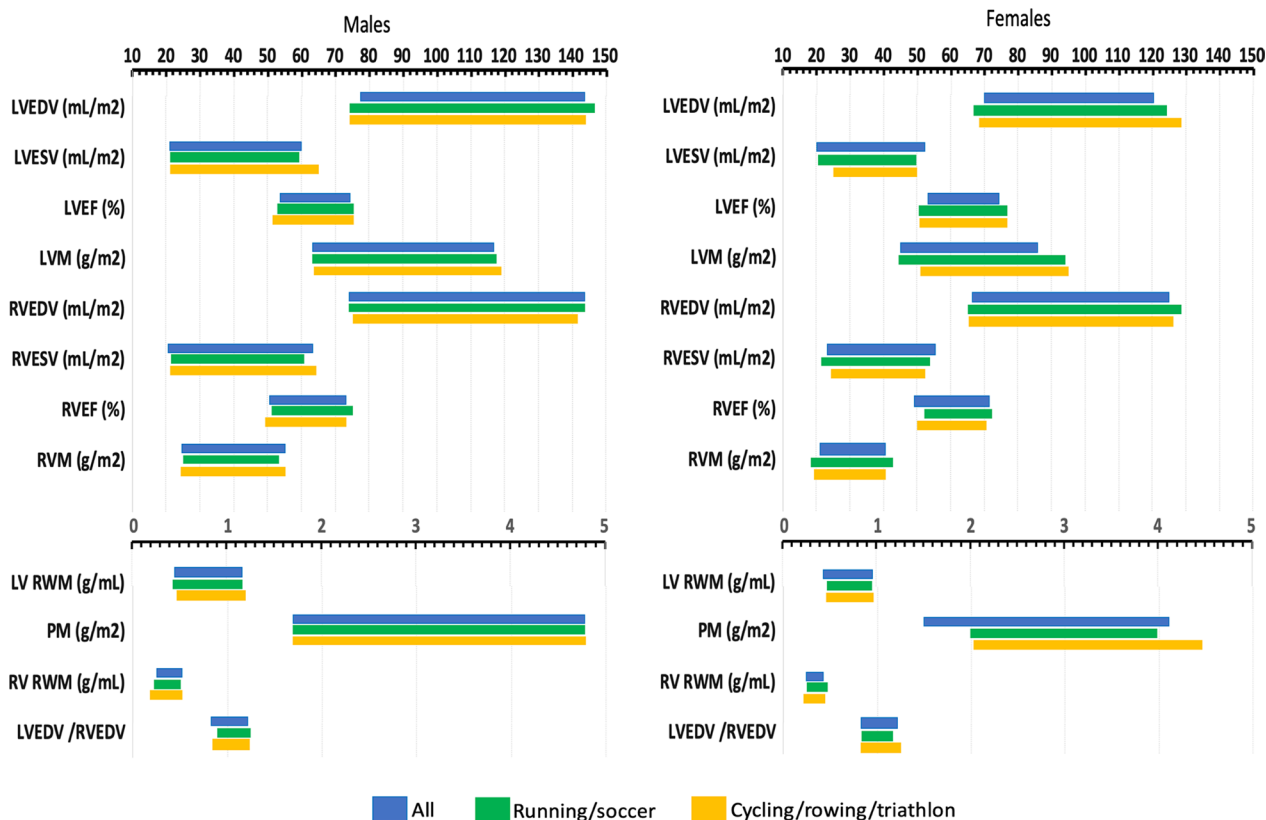 Males
10 20 30 40 50 60 70 80 90 100 110 120 130 140 150
LVEDV (mL/m2)
LVESV (mL/m2)
LVEF (%)
LVM (g/m2)
RVEDV (mL/m2)
RVESV (mL/m2)
RVEF (%)
RVM (g/m2)
0 1 2 3 4 5
LV RWM (g/mL)
PM (g/m2)
RV RWM (g/mL)
LVEDV /RVEDV
Females
10 20 30 40 50 60 70 80 90 100 110 120 130 140 150
LVEDV (mL/m2)
LVESV (mL/m2)
LVEF (%)
LVM (g/m2)
RVEDV (mL/m2)
RVESV (mL/m2)
RVEF (%)
RVM (g/m2)
0 1 2 3 4 5
LV RWM (g/mL)
PM (g/m2)
RV RWM (g/mL)
LVEDV /RVEDV
All Running/soccer Cycling/rowing/triathlon